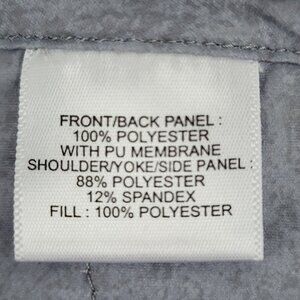 FRONT/BACK PANEL :
100% POLYESTER
WITH PU MEMBRANE
SHOULDER/YOKE/SIDE PANEL :
88% POLYESTER
12% SPANDEX
FILL : 100% POLYESTER